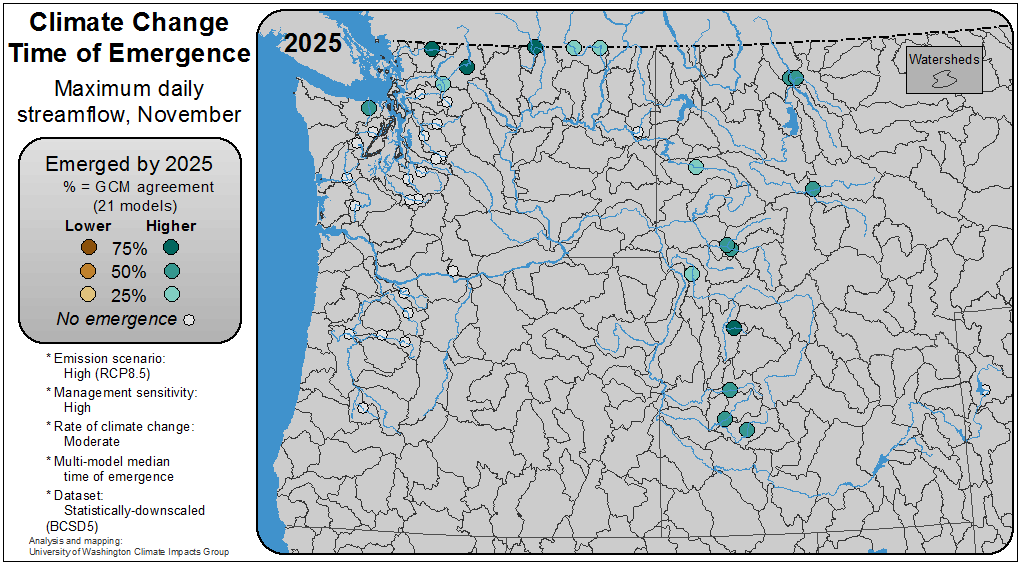 Climate Change
Time of Emergence
Maximum daily
streamflow, November
Emerged by 2025
% = GCM agreement
(21 models)
Lower Higher
75%
50%
25%
No emergence
* Emission scenario:
High (RCP8.5)
* Management sensitivity:
High
* Rate of climate change:
Moderate
* Multi-model median
time of emergence
* Dataset:
Statistically-downscaled
(BCSD5)
Analysis and mapping:
University of Washington Climate Impacts Group
2025
Watersheds